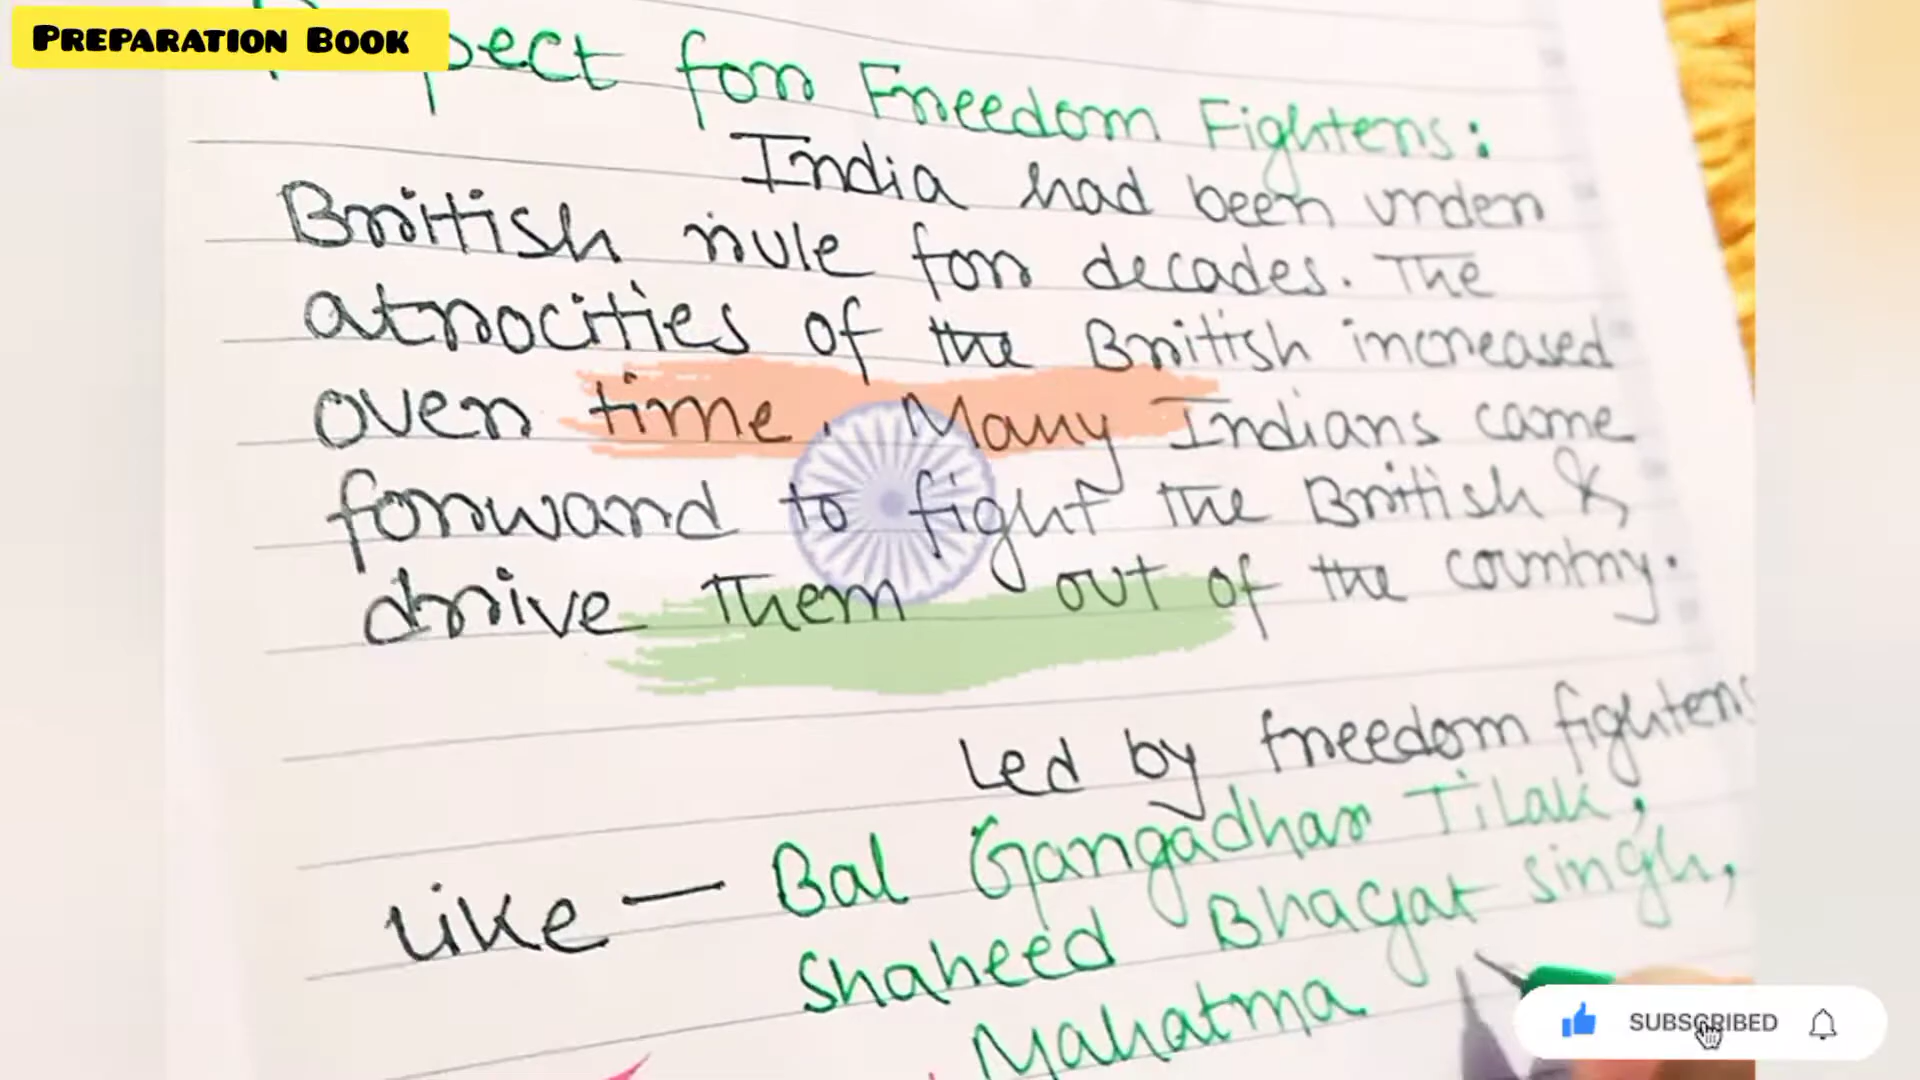 PREPARATION BOOK
pect for Freedom Fighters:
India had been under
British rule for decades. The
atrocities of the British increased
over time. Many Indians came
forward to fight the British &
drive them out of the country.
Led by freedom fighters
like — Bal Gangadhar Tilak,
Shaheed Bhagat Singh,
Mahatma
SUBSCRIBED